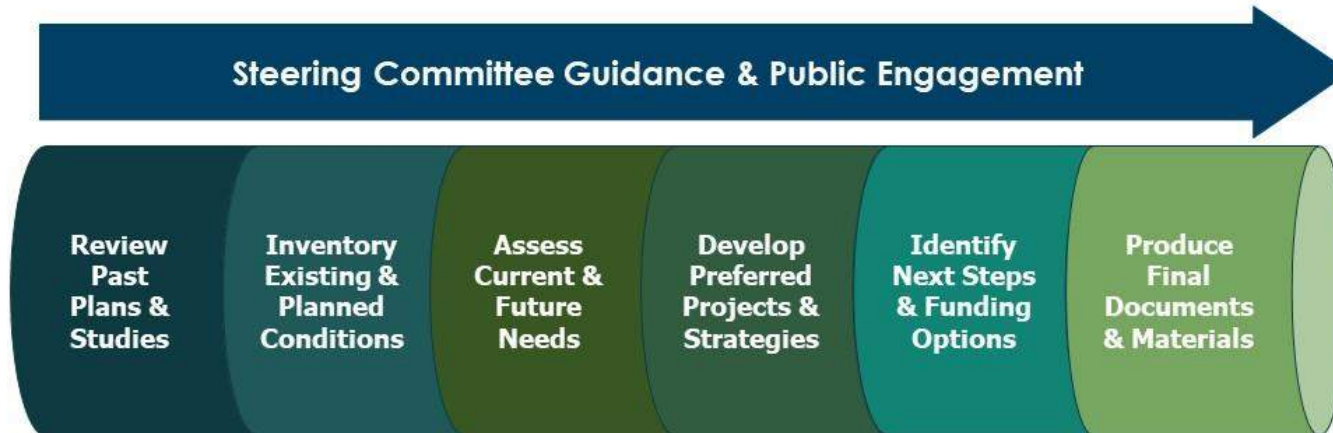 Steering Committee Guidance & Public Engagement
Review
Past
Plans &
Studies
Inventory
Existing &
Planned
Conditions
Assess
Current &
Future
Needs
Develop
Preferred
Projects &
Strategies
Identify
Next Steps
& Funding
Options
Produce
Final
Documents
& Materials